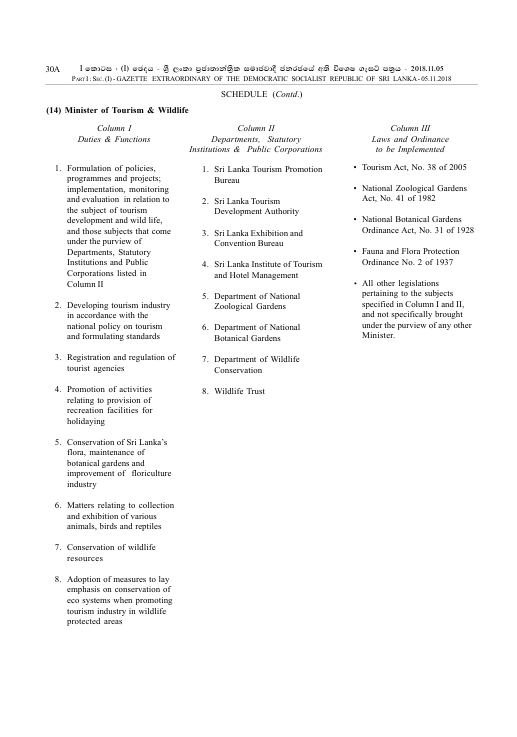 30A
I කොටස : (I) ඡෙදය - ශ්‍රී ලංකා ප්‍රජාතාන්ත්‍රික සමාජවාදී ජනරජයේ අති විශෙෂ ගැසට් පත්‍රය - 2018.11.05
PART I : SEC. (I) - GAZETTE EXTRAORDINARY OF THE DEMOCRATIC SOCIALIST REPUBLIC OF SRI LANKA - 05.11.2018
SCHEDULE (Contd.)
(14) Minister of Tourism & Wildlife
Column I
Duties & Functions
1. Formulation of policies,
programmes and projects;
implementation, monitoring
and evaluation in relation to
the subject of tourism
development and wild life,
and those subjects that come
under the purview of
Departments, Statutory
Institutions and Public
Corporations listed in
Column II
2. Developing tourism industry
in accordance with the
national policy on tourism
and formulating standards
3. Registration and regulation of
tourist agencies
4. Promotion of activities
relating to provision of
recreation facilities for
holidaying
5. Conservation of Sri Lanka's
flora, maintenance of
botanical gardens and
improvement of floriculture
industry
6. Matters relating to collection
and exhibition of various
animals, birds and reptiles
7. Conservation of wildlife
resources
8. Adoption of measures to lay
emphasis on conservation of
eco systems when promoting
tourism industry in wildlife
protected areas
Column II
Departments, Statutory
Institutions & Public Corporations
1. Sri Lanka Tourism Promotion
Bureau
2. Sri Lanka Tourism
Development Authority
3. Sri Lanka Exhibition and
Convention Bureau
4. Sri Lanka Institute of Tourism
and Hotel Management
5. Department of National
Zoological Gardens
6. Department of National
Botanical Gardens
7. Department of Wildlife
Conservation
8. Wildlife Trust
Column III
Laws and Ordinance
to be Implemented
• Tourism Act, No. 38 of 2005
• National Zoological Gardens
Act, No. 41 of 1982
• National Botanical Gardens
Ordinance Act, No. 31 of 1928
• Fauna and Flora Protection
Ordinance No. 2 of 1937
• All other legislations
pertaining to the subjects
specified in Column I and II,
and not specifically brought
under the purview of any other
Minister.